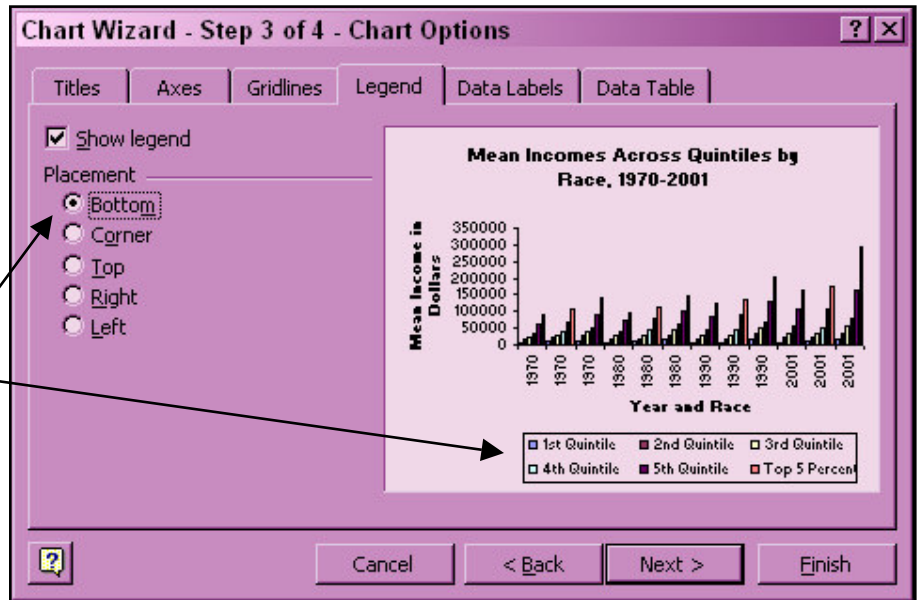 Chart Wizard - Step 3 of 4 - Chart Options
Titles Axes Gridlines Legend Data Labels Data Table
Show legend
Placement
Bottom
Corner
Top
Right
Left
Mean Incomes Across Quintiles by
Race, 1970-2001
Mean Income in
Dollars
350000
300000
250000
200000
150000
100000
50000
0
1970 1970 1970 1980 1980 1980 1990 1990 1990 2001 2001 2001
Year and Race
1st Quintile 2nd Quintile 3rd Quintile
4th Quintile 5th Quintile Top 5 Percent
Cancel < Back Next > Finish